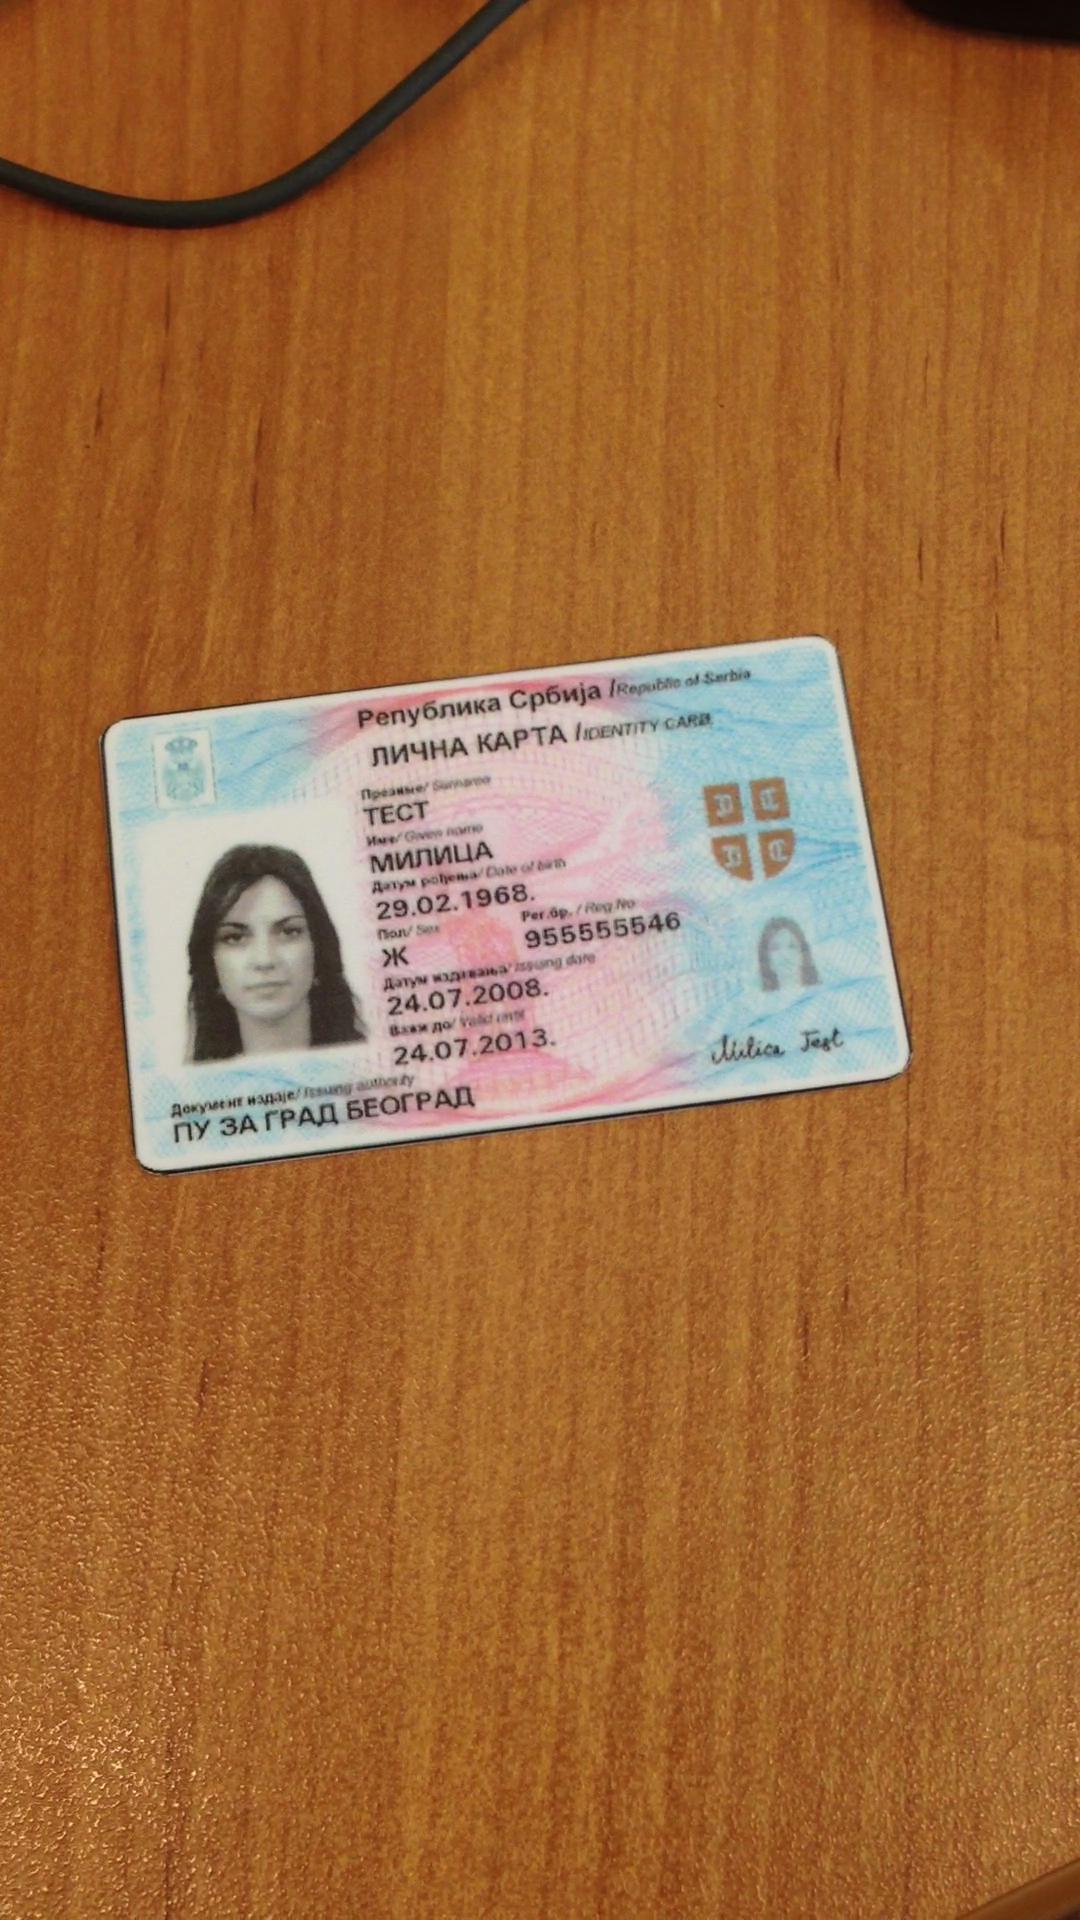 Република Србија /Republic of Serbia
ЛИЧНА КАРТА /IDENTITY CARD
Презиме/ Surname
ТЕСТ
Име/ Given name
МИЛИЦА
Датум рођења/ Date of birth
29.02.1968.
Пол/ Sex
Рег.бр. / Reg No
Ж
955555546
Датум издавања/ Issuing date
24.07.2008.
Важи до/ Valid until
24.07.2013.
Milica Test
Документ издаје/ Issuing authority
ПУ ЗА ГРАД БЕОГРАД